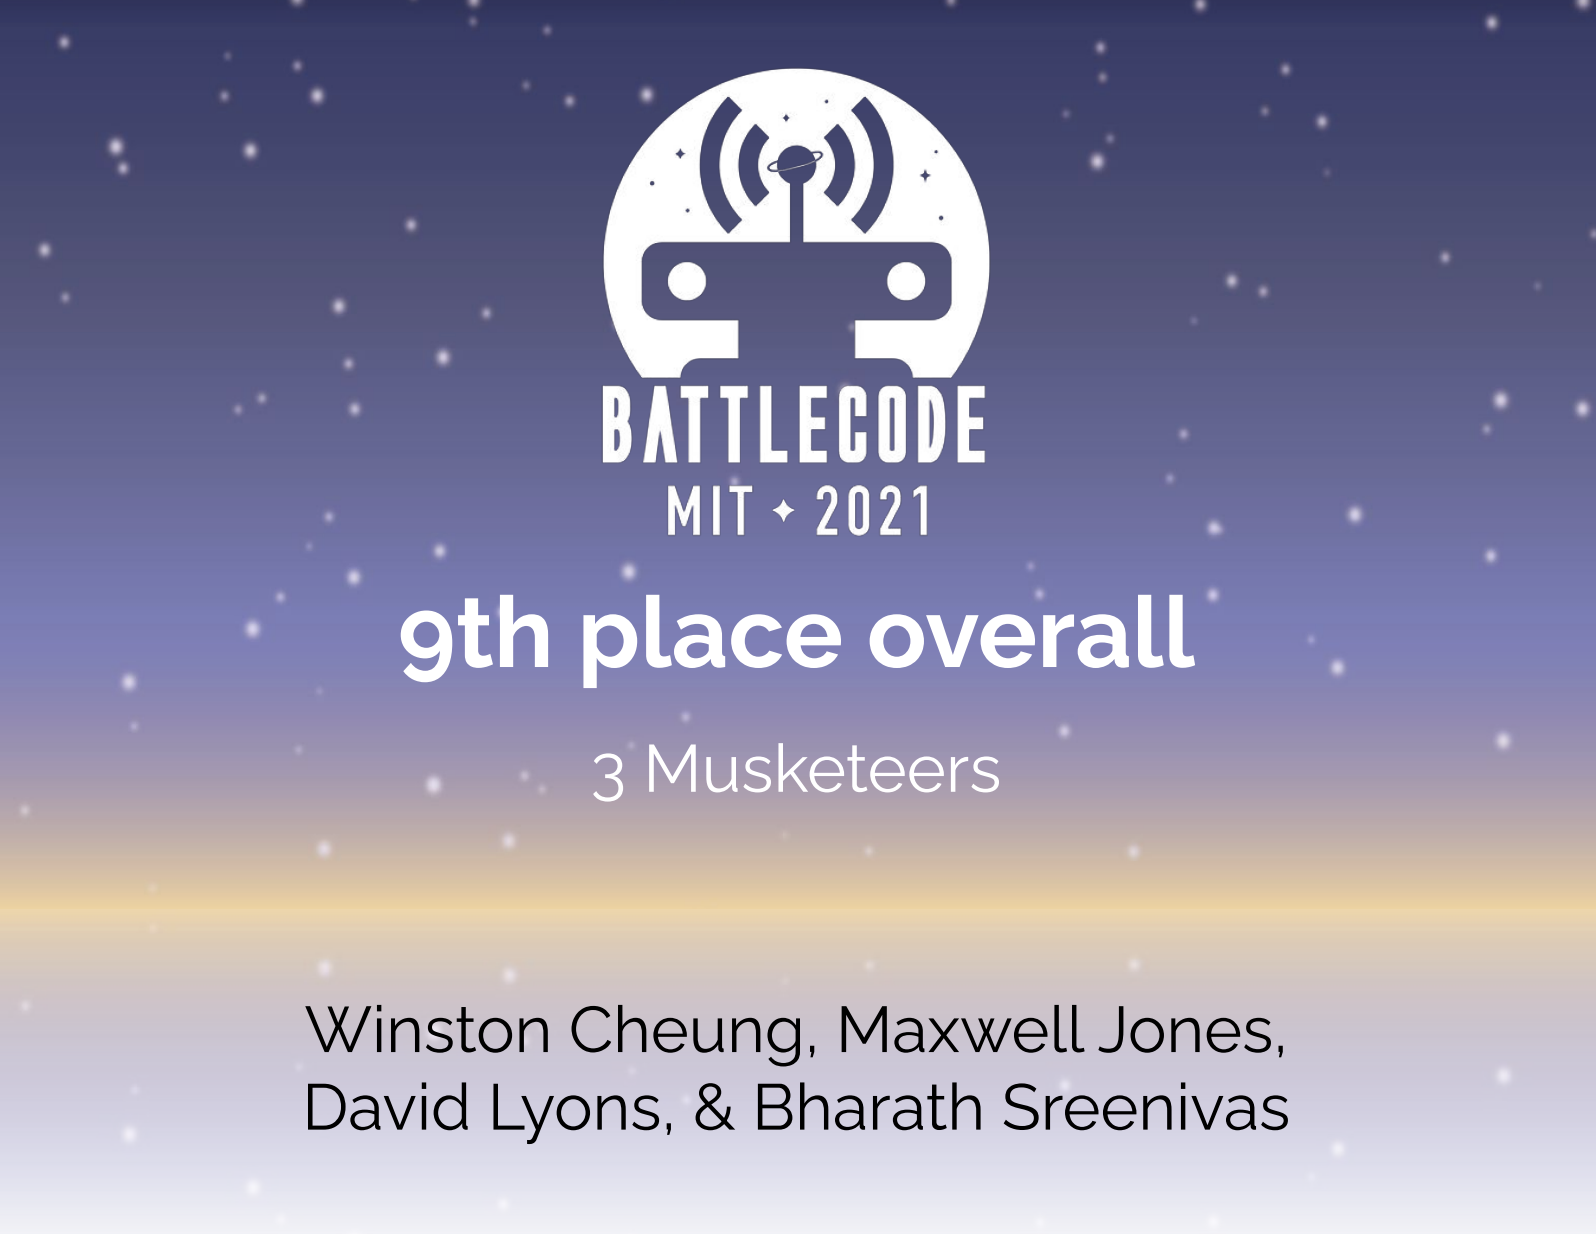 BATTLECODE
MIT ✦ 2021
9th place overall
3 Musketeers
Winston Cheung, Maxwell Jones,
David Lyons, & Bharath Sreenivas